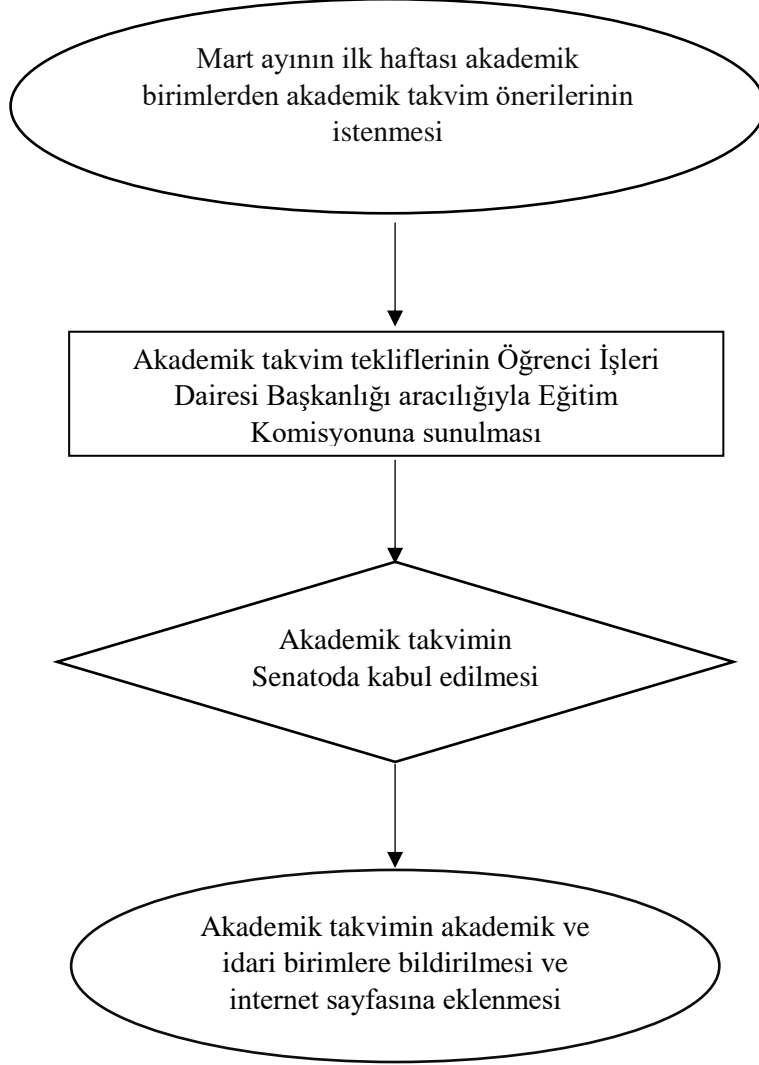 Mart ayının ilk haftası akademik
birimlerden akademik takvim önerilerinin
istenmesi
Akademik takvim tekliflerinin Öğrenci İşleri
Dairesi Başkanlığı aracılığıyla Eğitim
Komisyonuna sunulması
Akademik takvimin
Senatoda kabul edilmesi
Akademik takvimin akademik ve
idari birimlere bildirilmesi ve
internet sayfasına eklenmesi